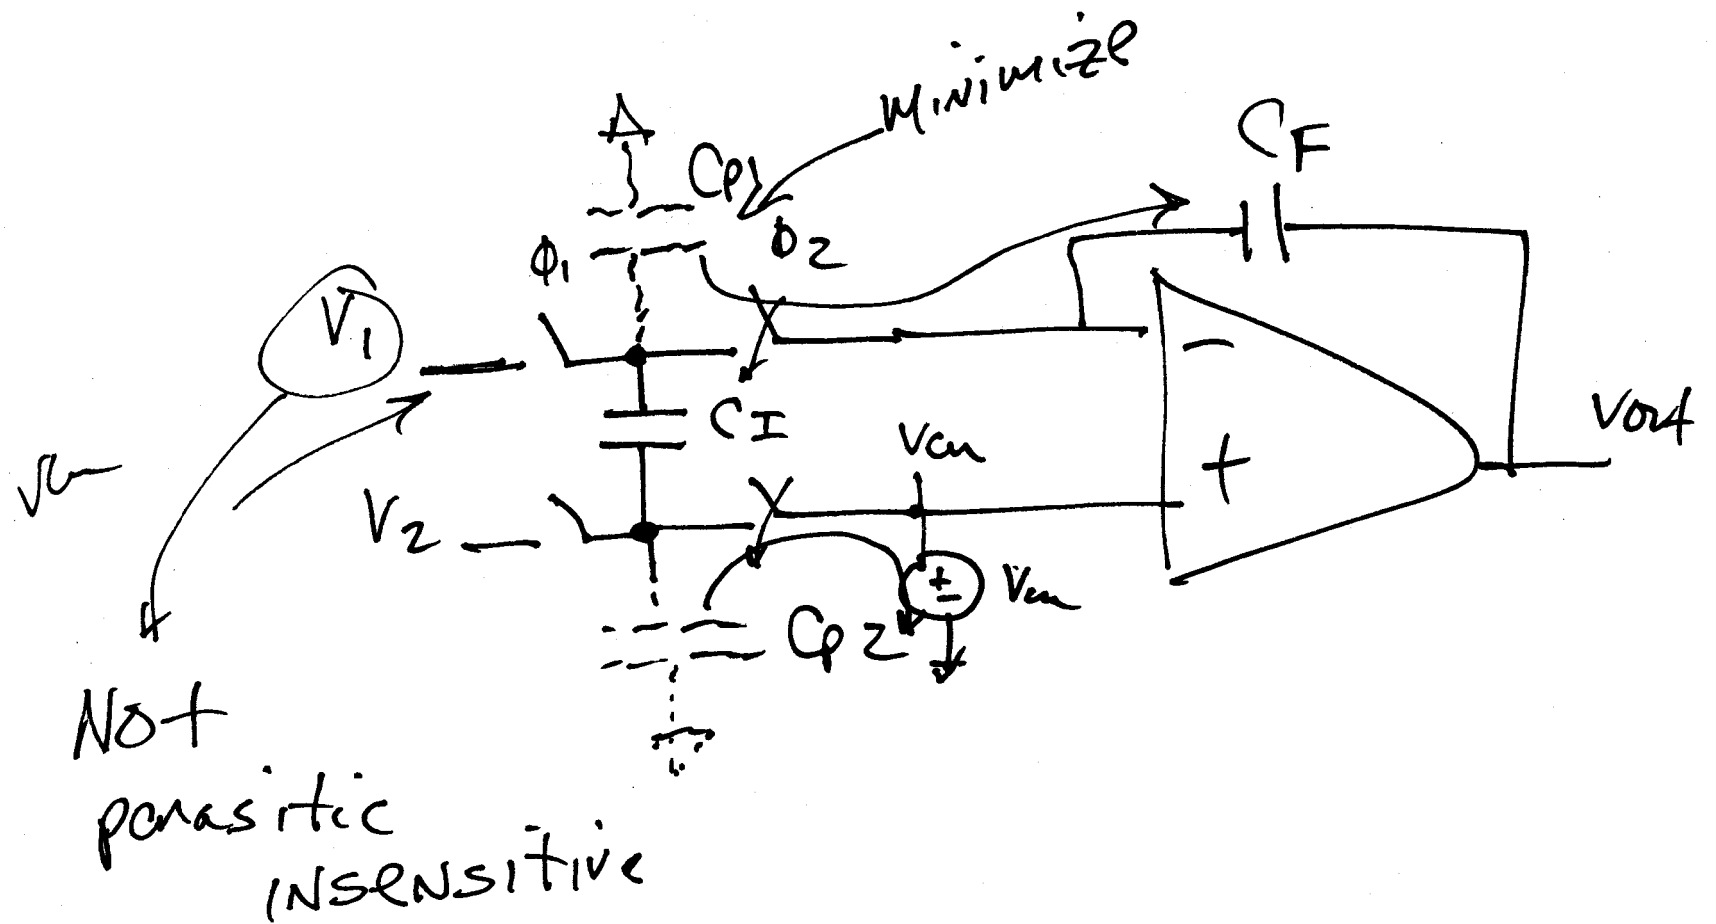 minimize
CF
Cp1
ϕ1
ϕ2
V1
CI
-
Vout
Vcm
+
V2
+
-
Vcm
Cp2
Not
parasitic
insensitive